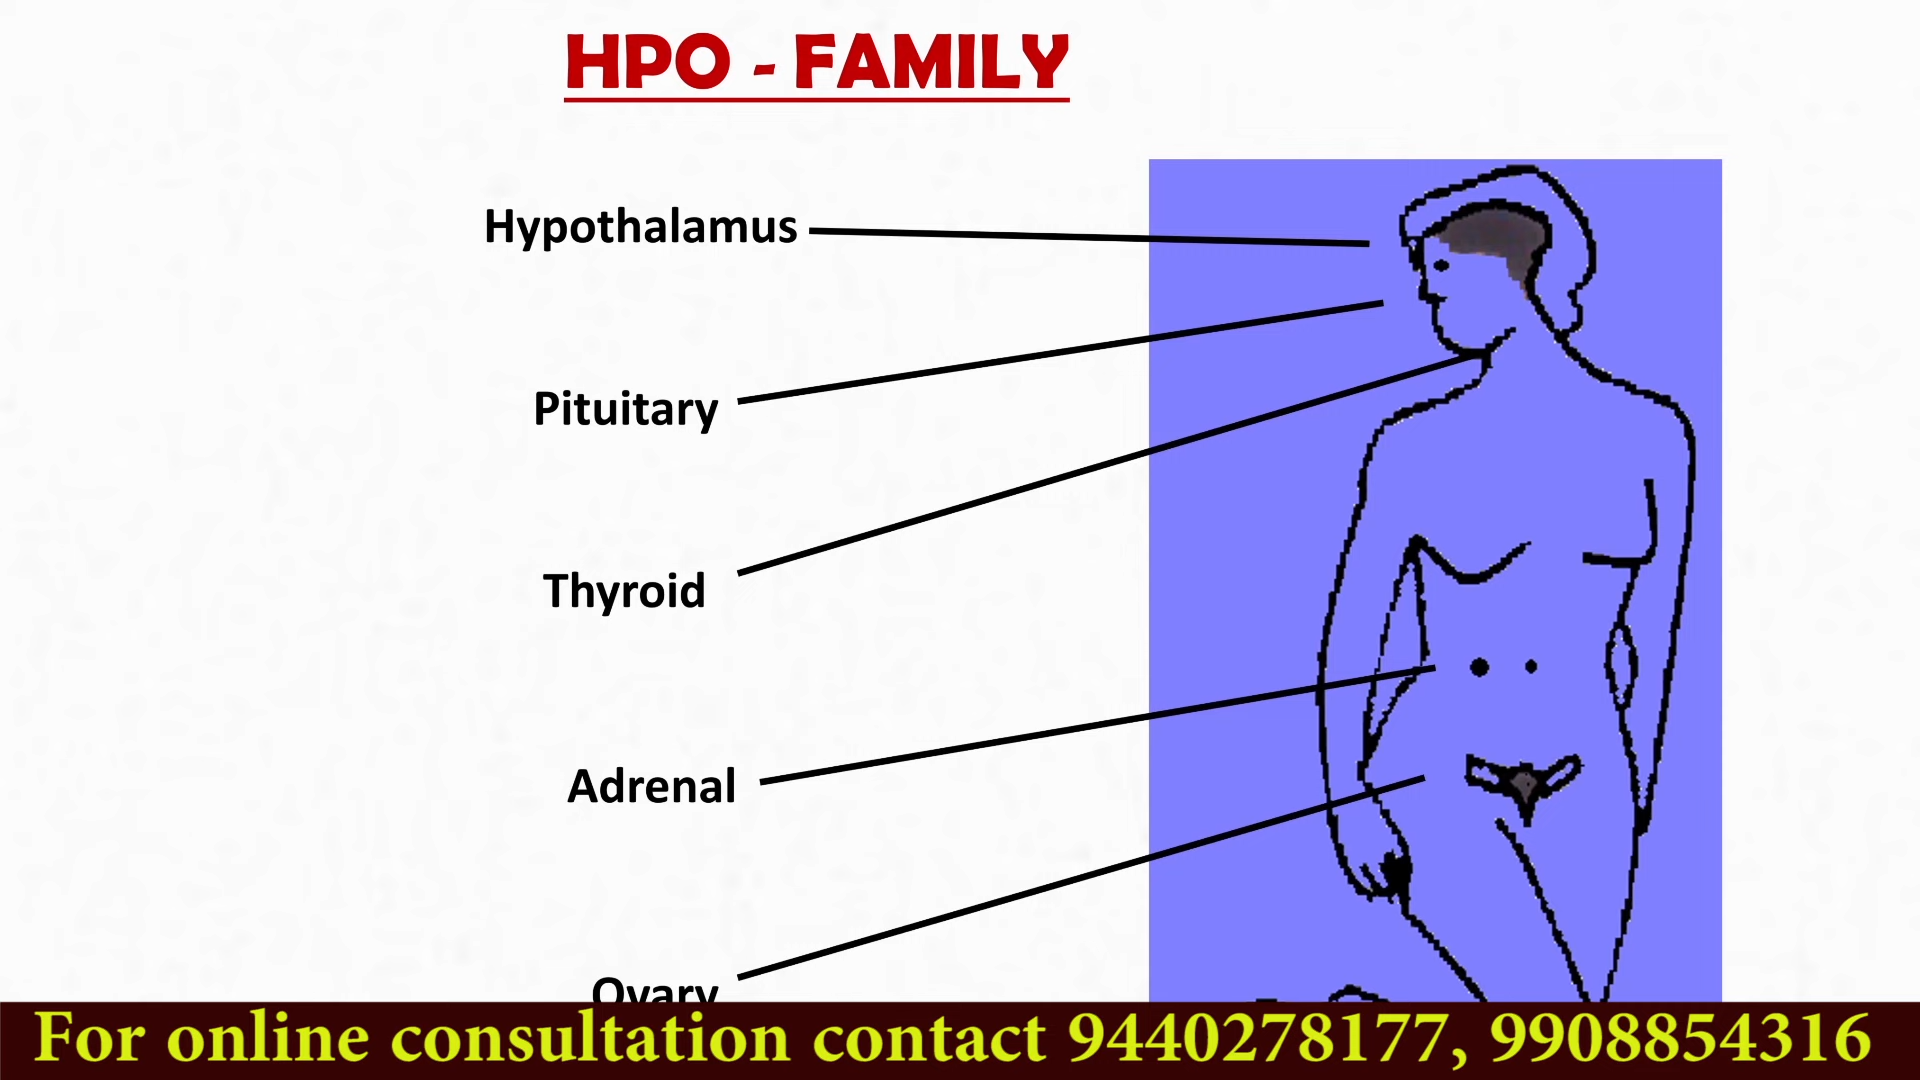 HPO - FAMILY
Hypothalamus
Pituitary
Thyroid
Adrenal
Ovary
For online consultation contact 9440278177, 9908854316